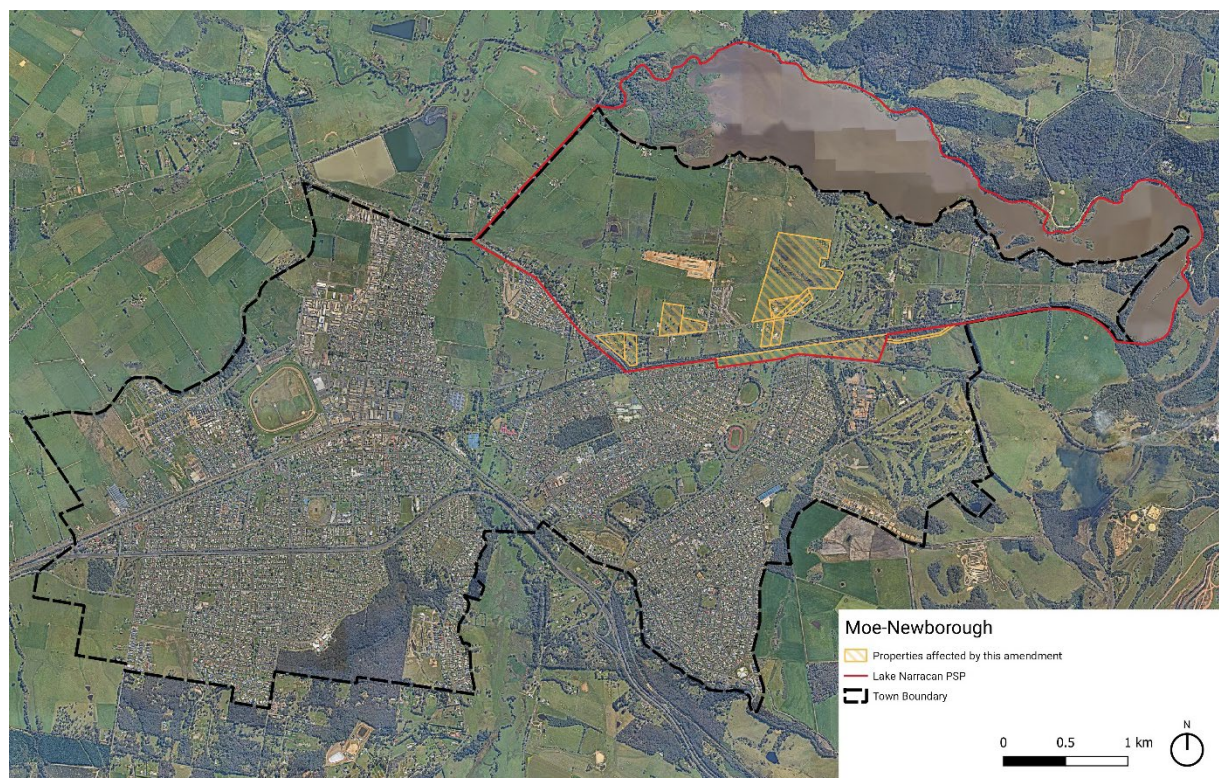 Moe-Newborough
Properties affected by this amendment
Lake Narracan PSP
Town Boundary
N
0 0.5 1 km